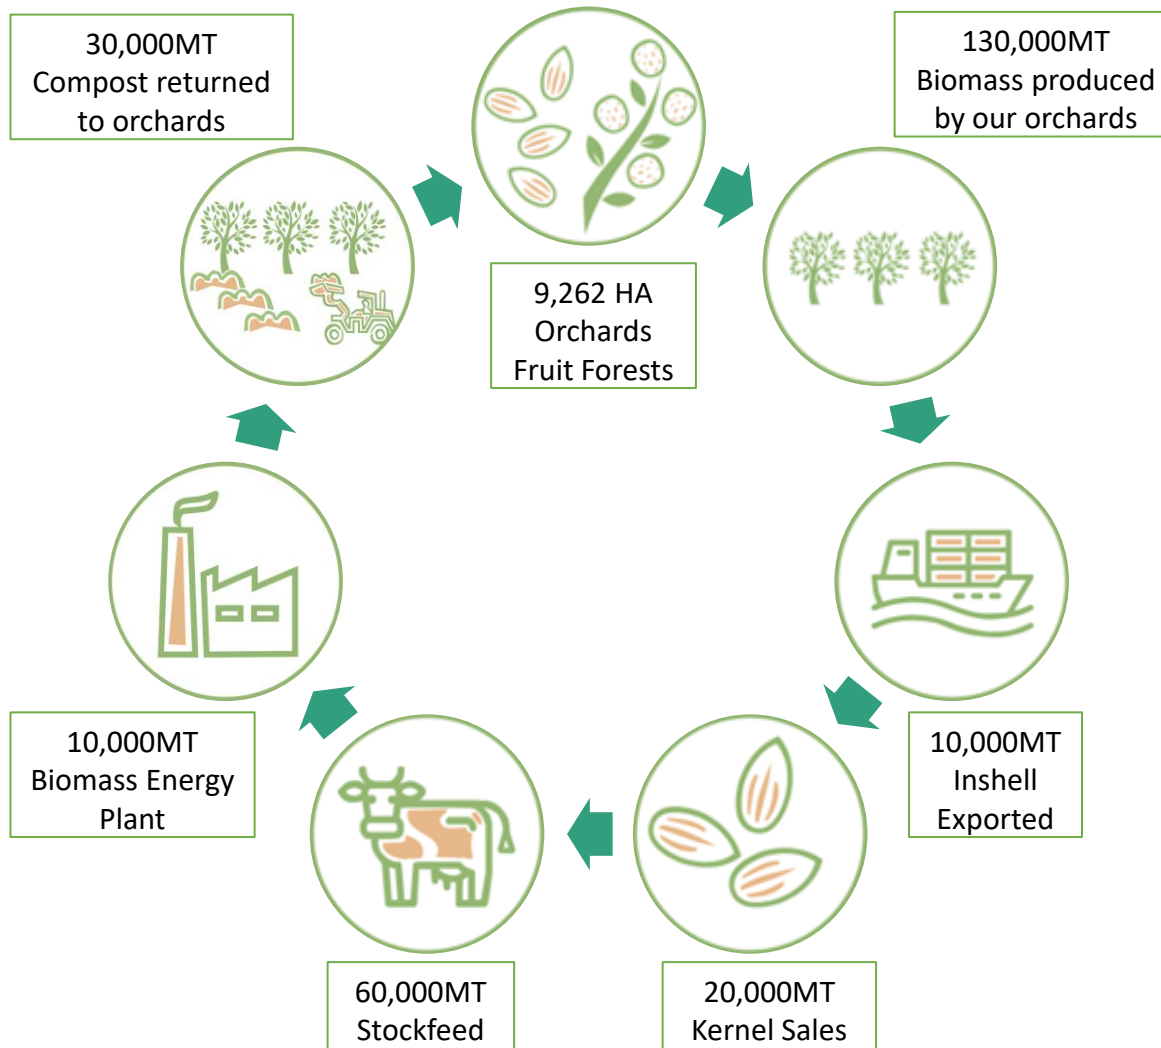 30,000MT
Compost returned
to orchards
130,000MT
Biomass produced
by our orchards
9,262 HA
Orchards
Fruit Forests
10,000MT
Biomass Energy
Plant
10,000MT
Inshell
Exported
60,000MT
Stockfeed
20,000MT
Kernel Sales